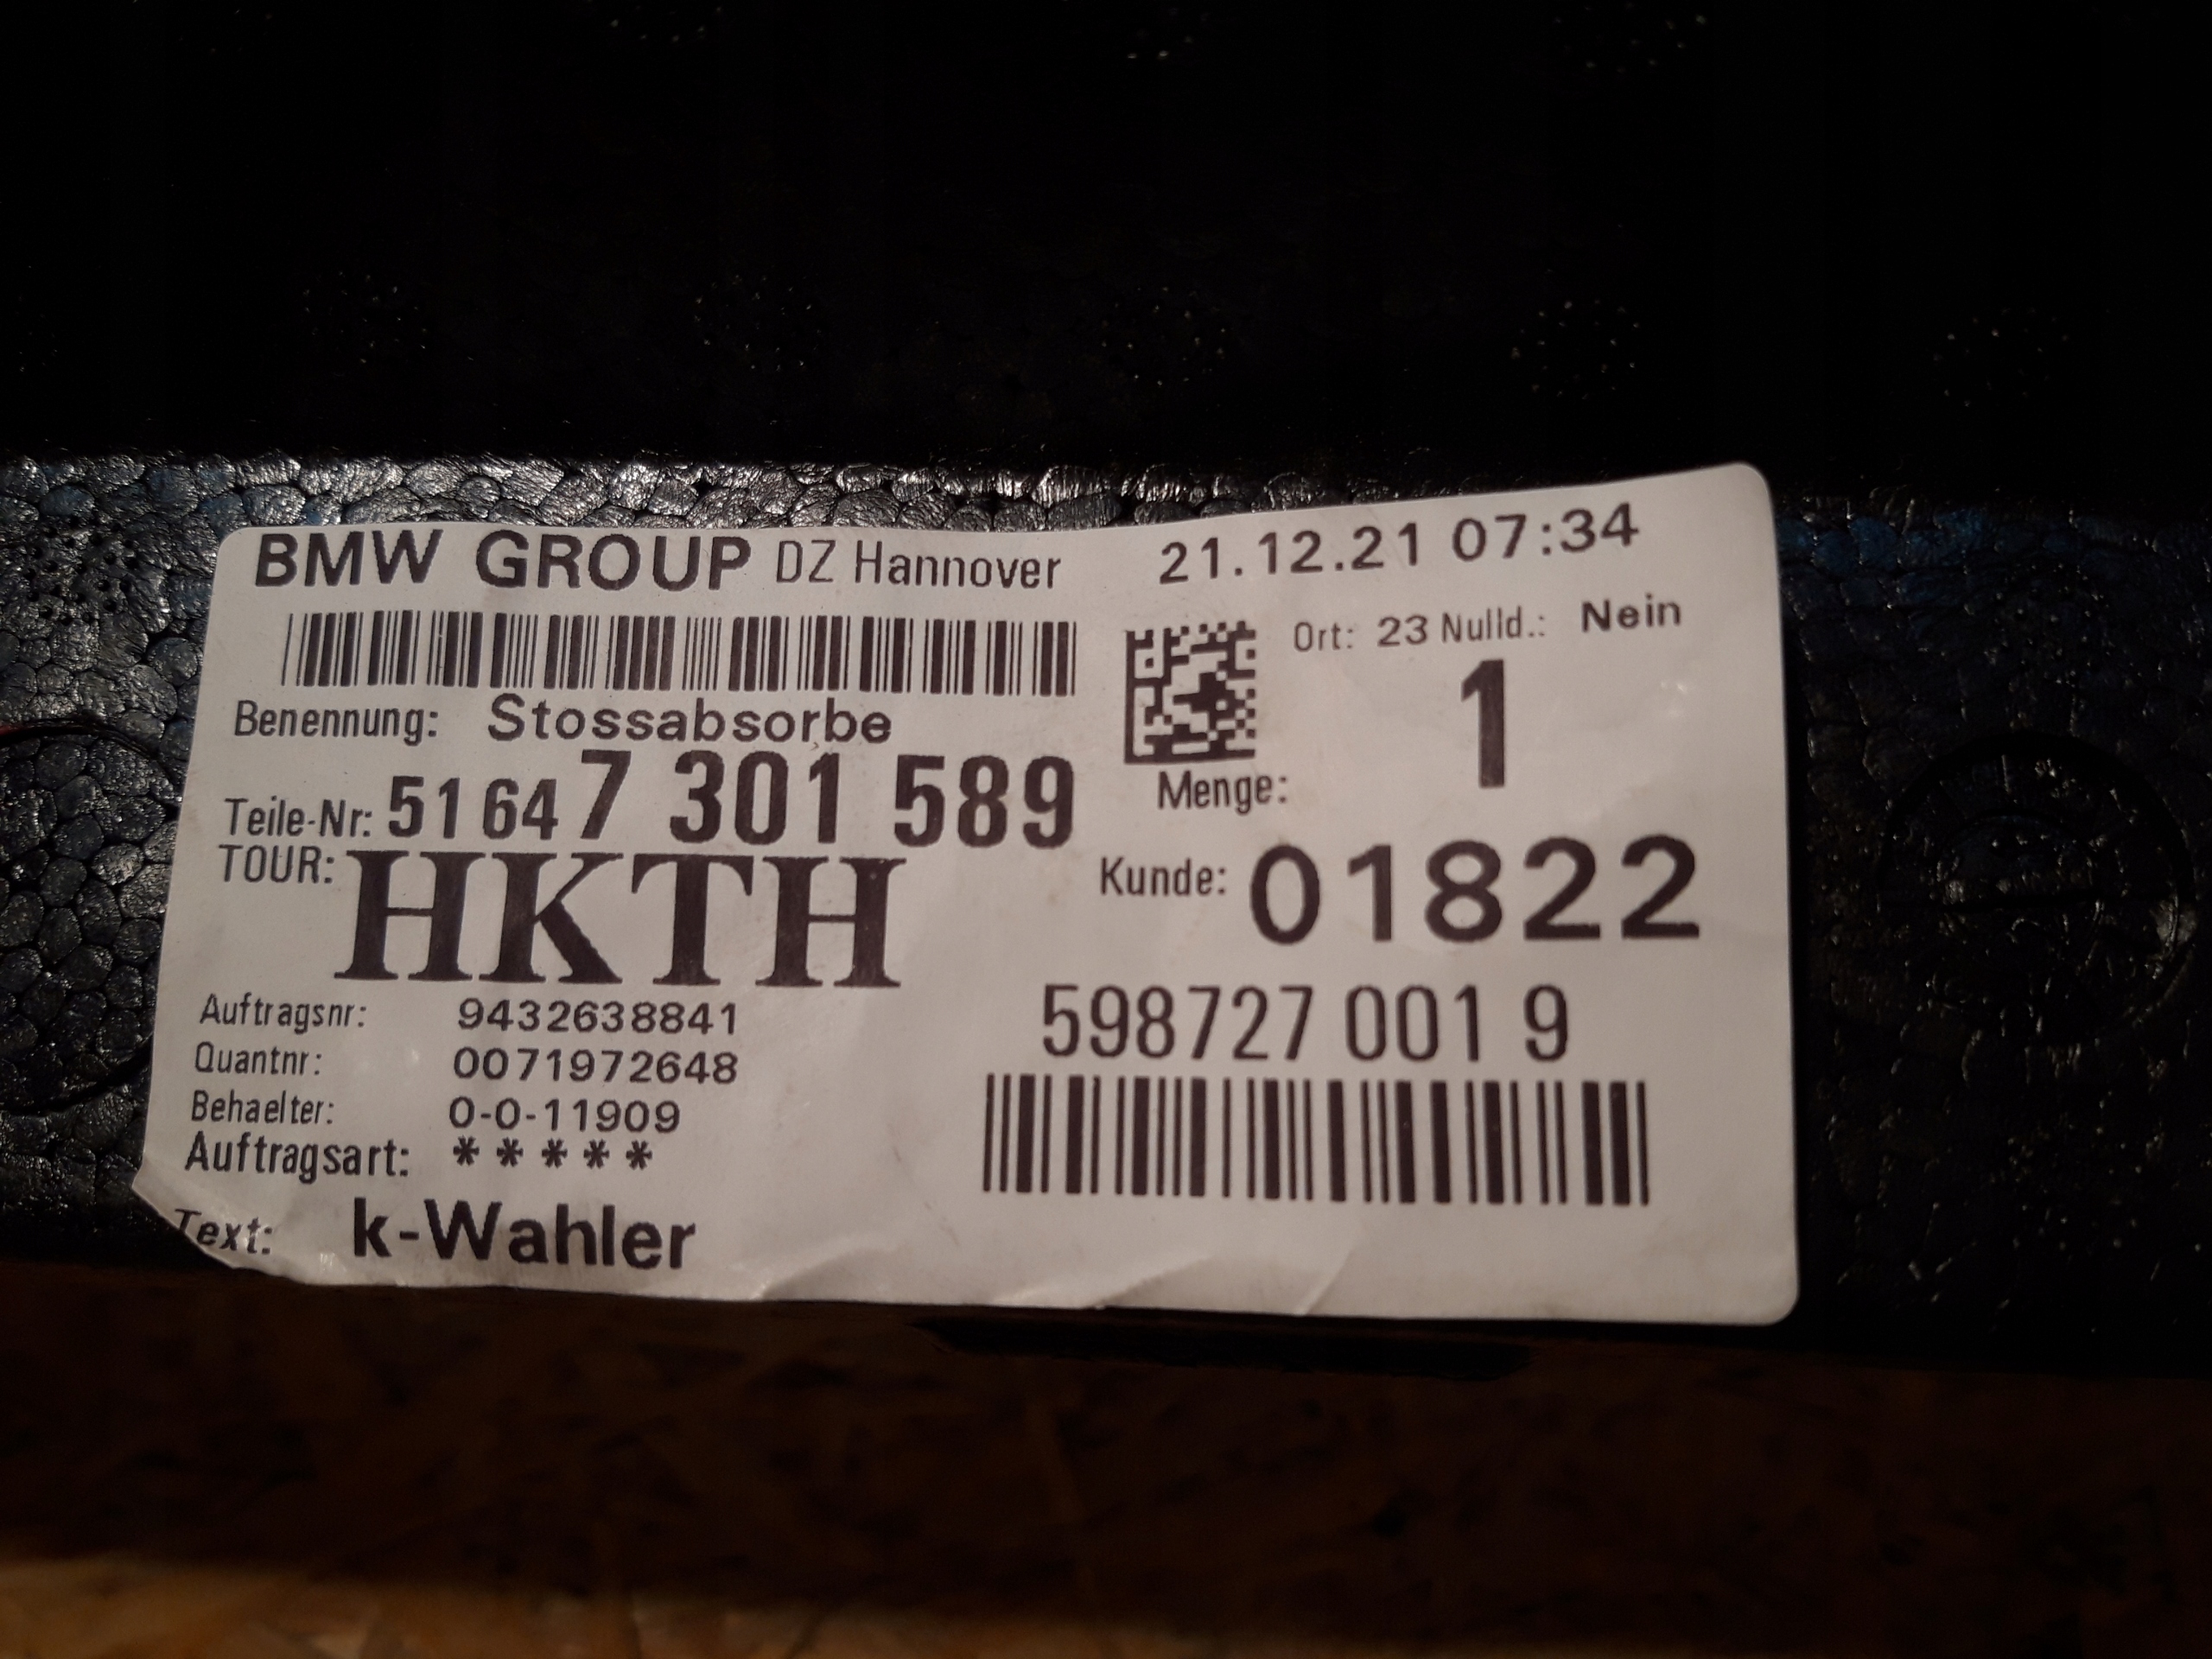 BMW GROUP DZ Hannover 21.12.21 07:34
Ort: 23 Nulld.: Nein
Benennung: Stossabsorbe
Menge: 1
Teile-Nr: 51 64 7 301 589
TOUR: HKTH
Kunde: 01822
Auftragsnr: 9432638841
Quantnr: 0071972648
Behaelter: 0-0-11909
Auftragsart: *****
598727 001 9
Text: k-Wahler